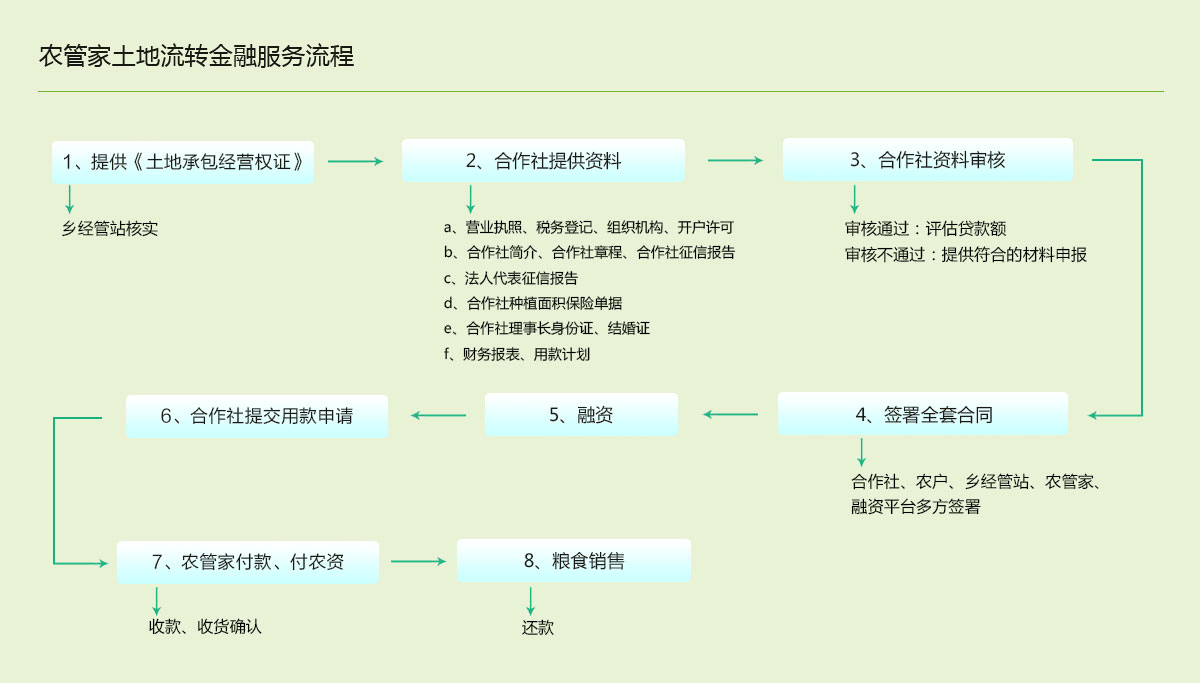 农管家土地流转金融服务流程
1、提供《土地承包经营权证》
乡经管站核实
2、合作社提供资料
a、营业执照、税务登记、组织机构、开户许可
b、合作社简介、合作社章程、合作社征信报告
c、法人代表征信报告
d、合作社种植面积保险单据
e、合作社理事长身份证、结婚证
f、财务报表、用款计划
3、合作社资料审核
审核通过：评估贷款额
审核不通过：提供符合的材料申报
4、签署全套合同
合作社、农户、乡经管站、农管家、
融资平台多方签署
5、融资
6、合作社提交用款申请
7、农管家付款、付农资
收款、收货确认
8、粮食销售
还款